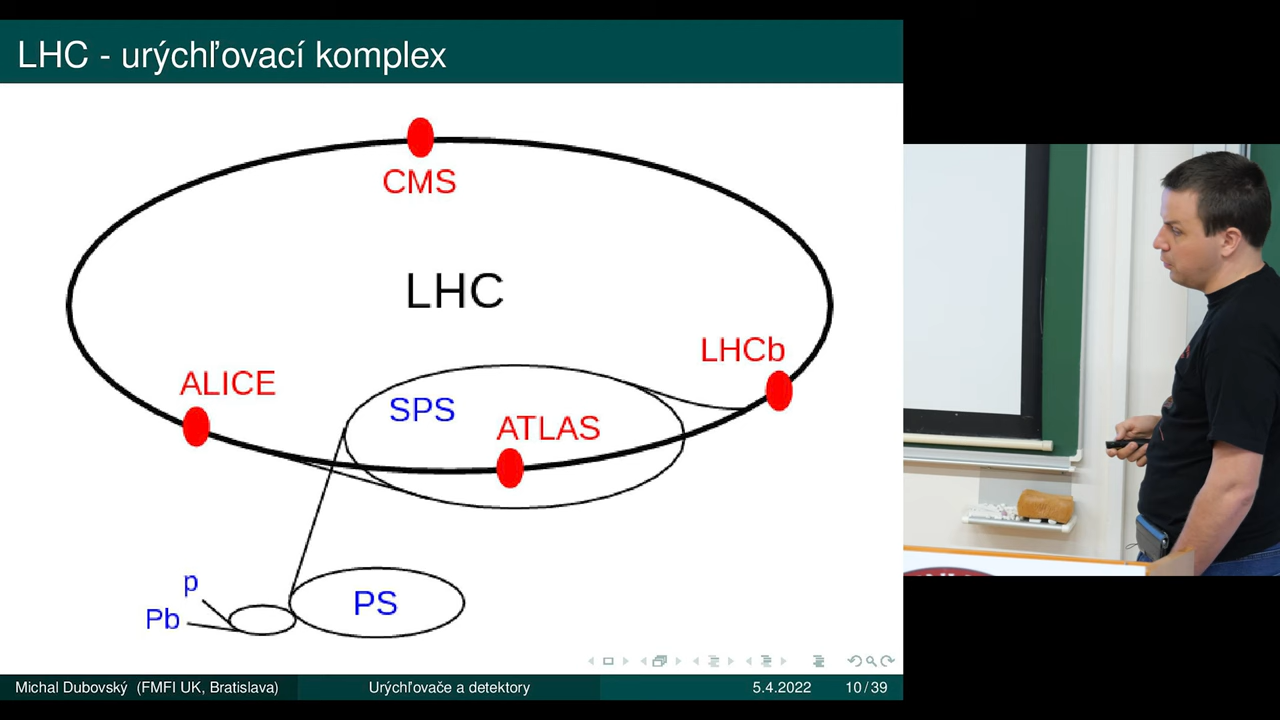 LHC - urýchľovací komplex
CMS
LHC
LHCb
ALICE
SPS
ATLAS
p
Pb
PS
Michal Dubovský (FMFI UK, Bratislava)
Urýchľovače a detektory
5.4.2022
10/39